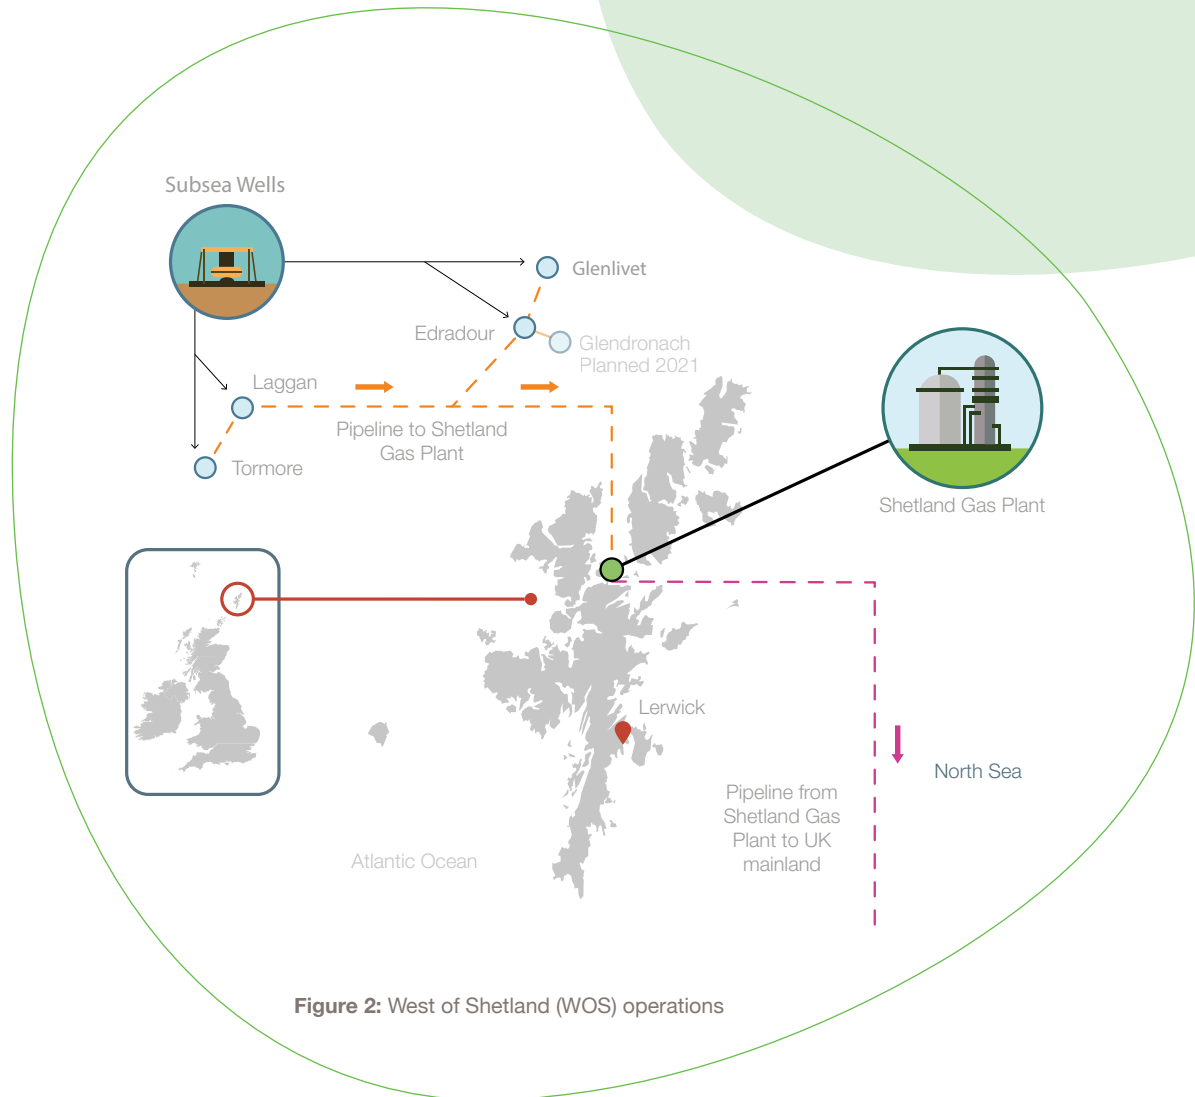 Subsea Wells
Glenlivet
Edradour
Glendronach
Planned 2021
Laggan
Pipeline to Shetland
Gas Plant
Tormore
Shetland Gas Plant
Lerwick
North Sea
Pipeline from
Shetland Gas
Plant to UK
mainland
Atlantic Ocean
Figure 2: West of Shetland (WOS) operations